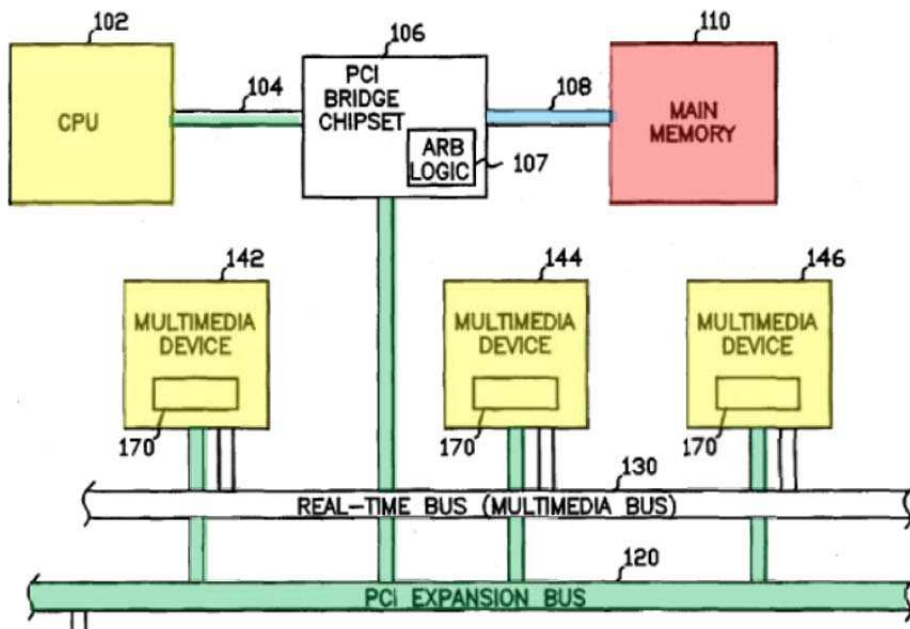 102
106
110
PCI
BRIDGE
CHIPSET
104
108
CPU
MAIN
MEMORY
ARB
LOGIC
107
142
144
146
MULTIMEDIA
DEVICE
MULTIMEDIA
DEVICE
MULTIMEDIA
DEVICE
170
170
170
130
REAL-TIME BUS (MULTIMEDIA BUS)
120
PCI EXPANSION BUS